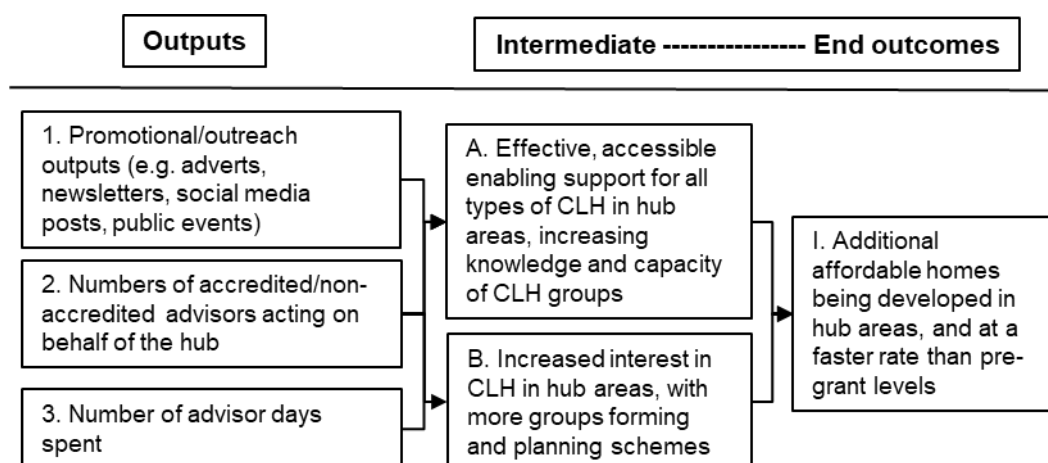 Outputs
Intermediate ---------------- End outcomes
1. Promotional/outreach
outputs (e.g. adverts,
newsletters, social media
posts, public events)
2. Numbers of accredited/non-
accredited advisors acting on
behalf of the hub
3. Number of advisor days
spent
A. Effective, accessible
enabling support for all
types of CLH in hub
areas, increasing
knowledge and capacity
of CLH groups
B. Increased interest in
CLH in hub areas, with
more groups forming
and planning schemes
I. Additional
affordable homes
being developed in
hub areas, and at a
faster rate than pre-
grant levels